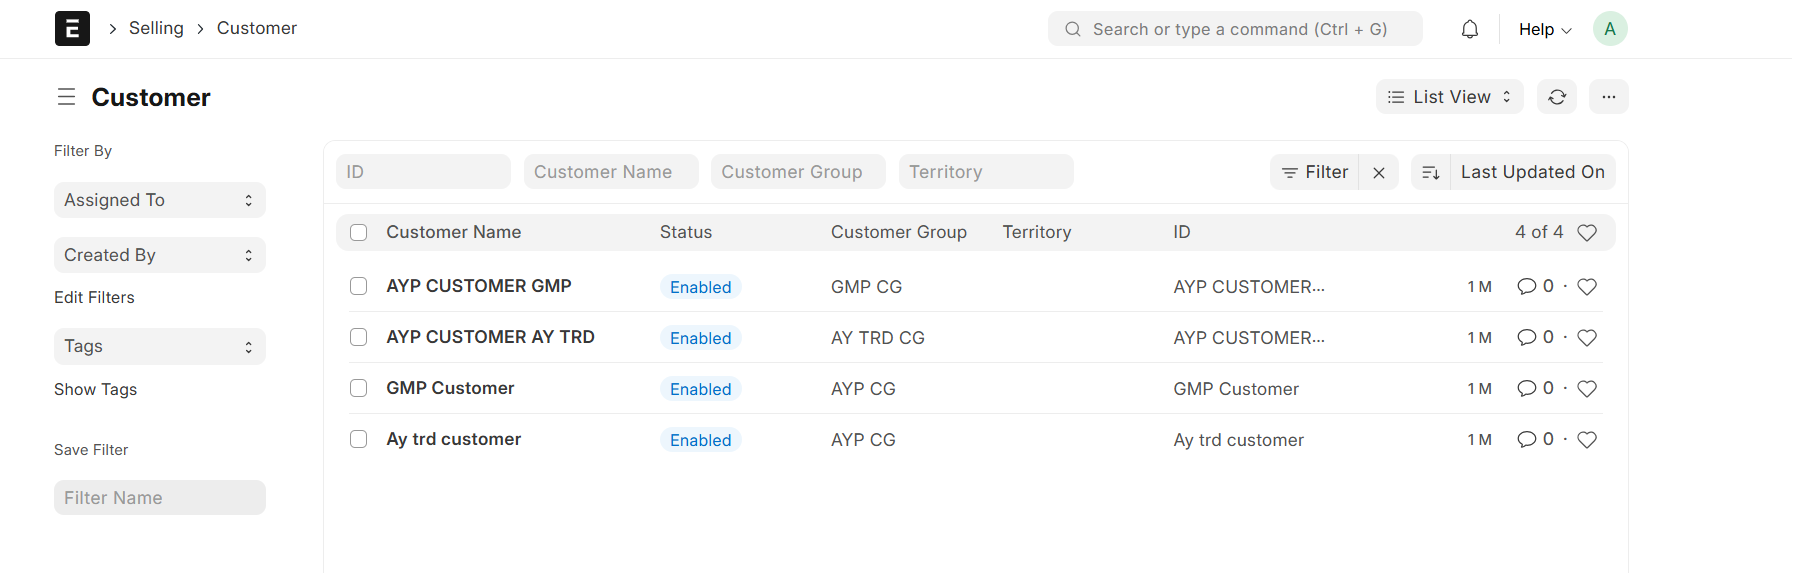 E > Selling > Customer
Search or type a command (Ctrl + G)
Help
A
Customer
List View
...
Filter By
Assigned To
Created By
Edit Filters
Tags
Show Tags
Save Filter
Filter Name
ID Customer Name Customer Group Territory Filter Last Updated On
Customer Name Status Customer Group Territory ID 4 of 4
AYP CUSTOMER GMP Enabled GMP CG AYP CUSTOMER... 1 M 0 ·
AYP CUSTOMER AY TRD Enabled AY TRD CG AYP CUSTOMER... 1 M 0 ·
GMP Customer Enabled AYP CG GMP Customer 1 M 0 ·
Ay trd customer Enabled AYP CG Ay trd customer 1 M 0 ·